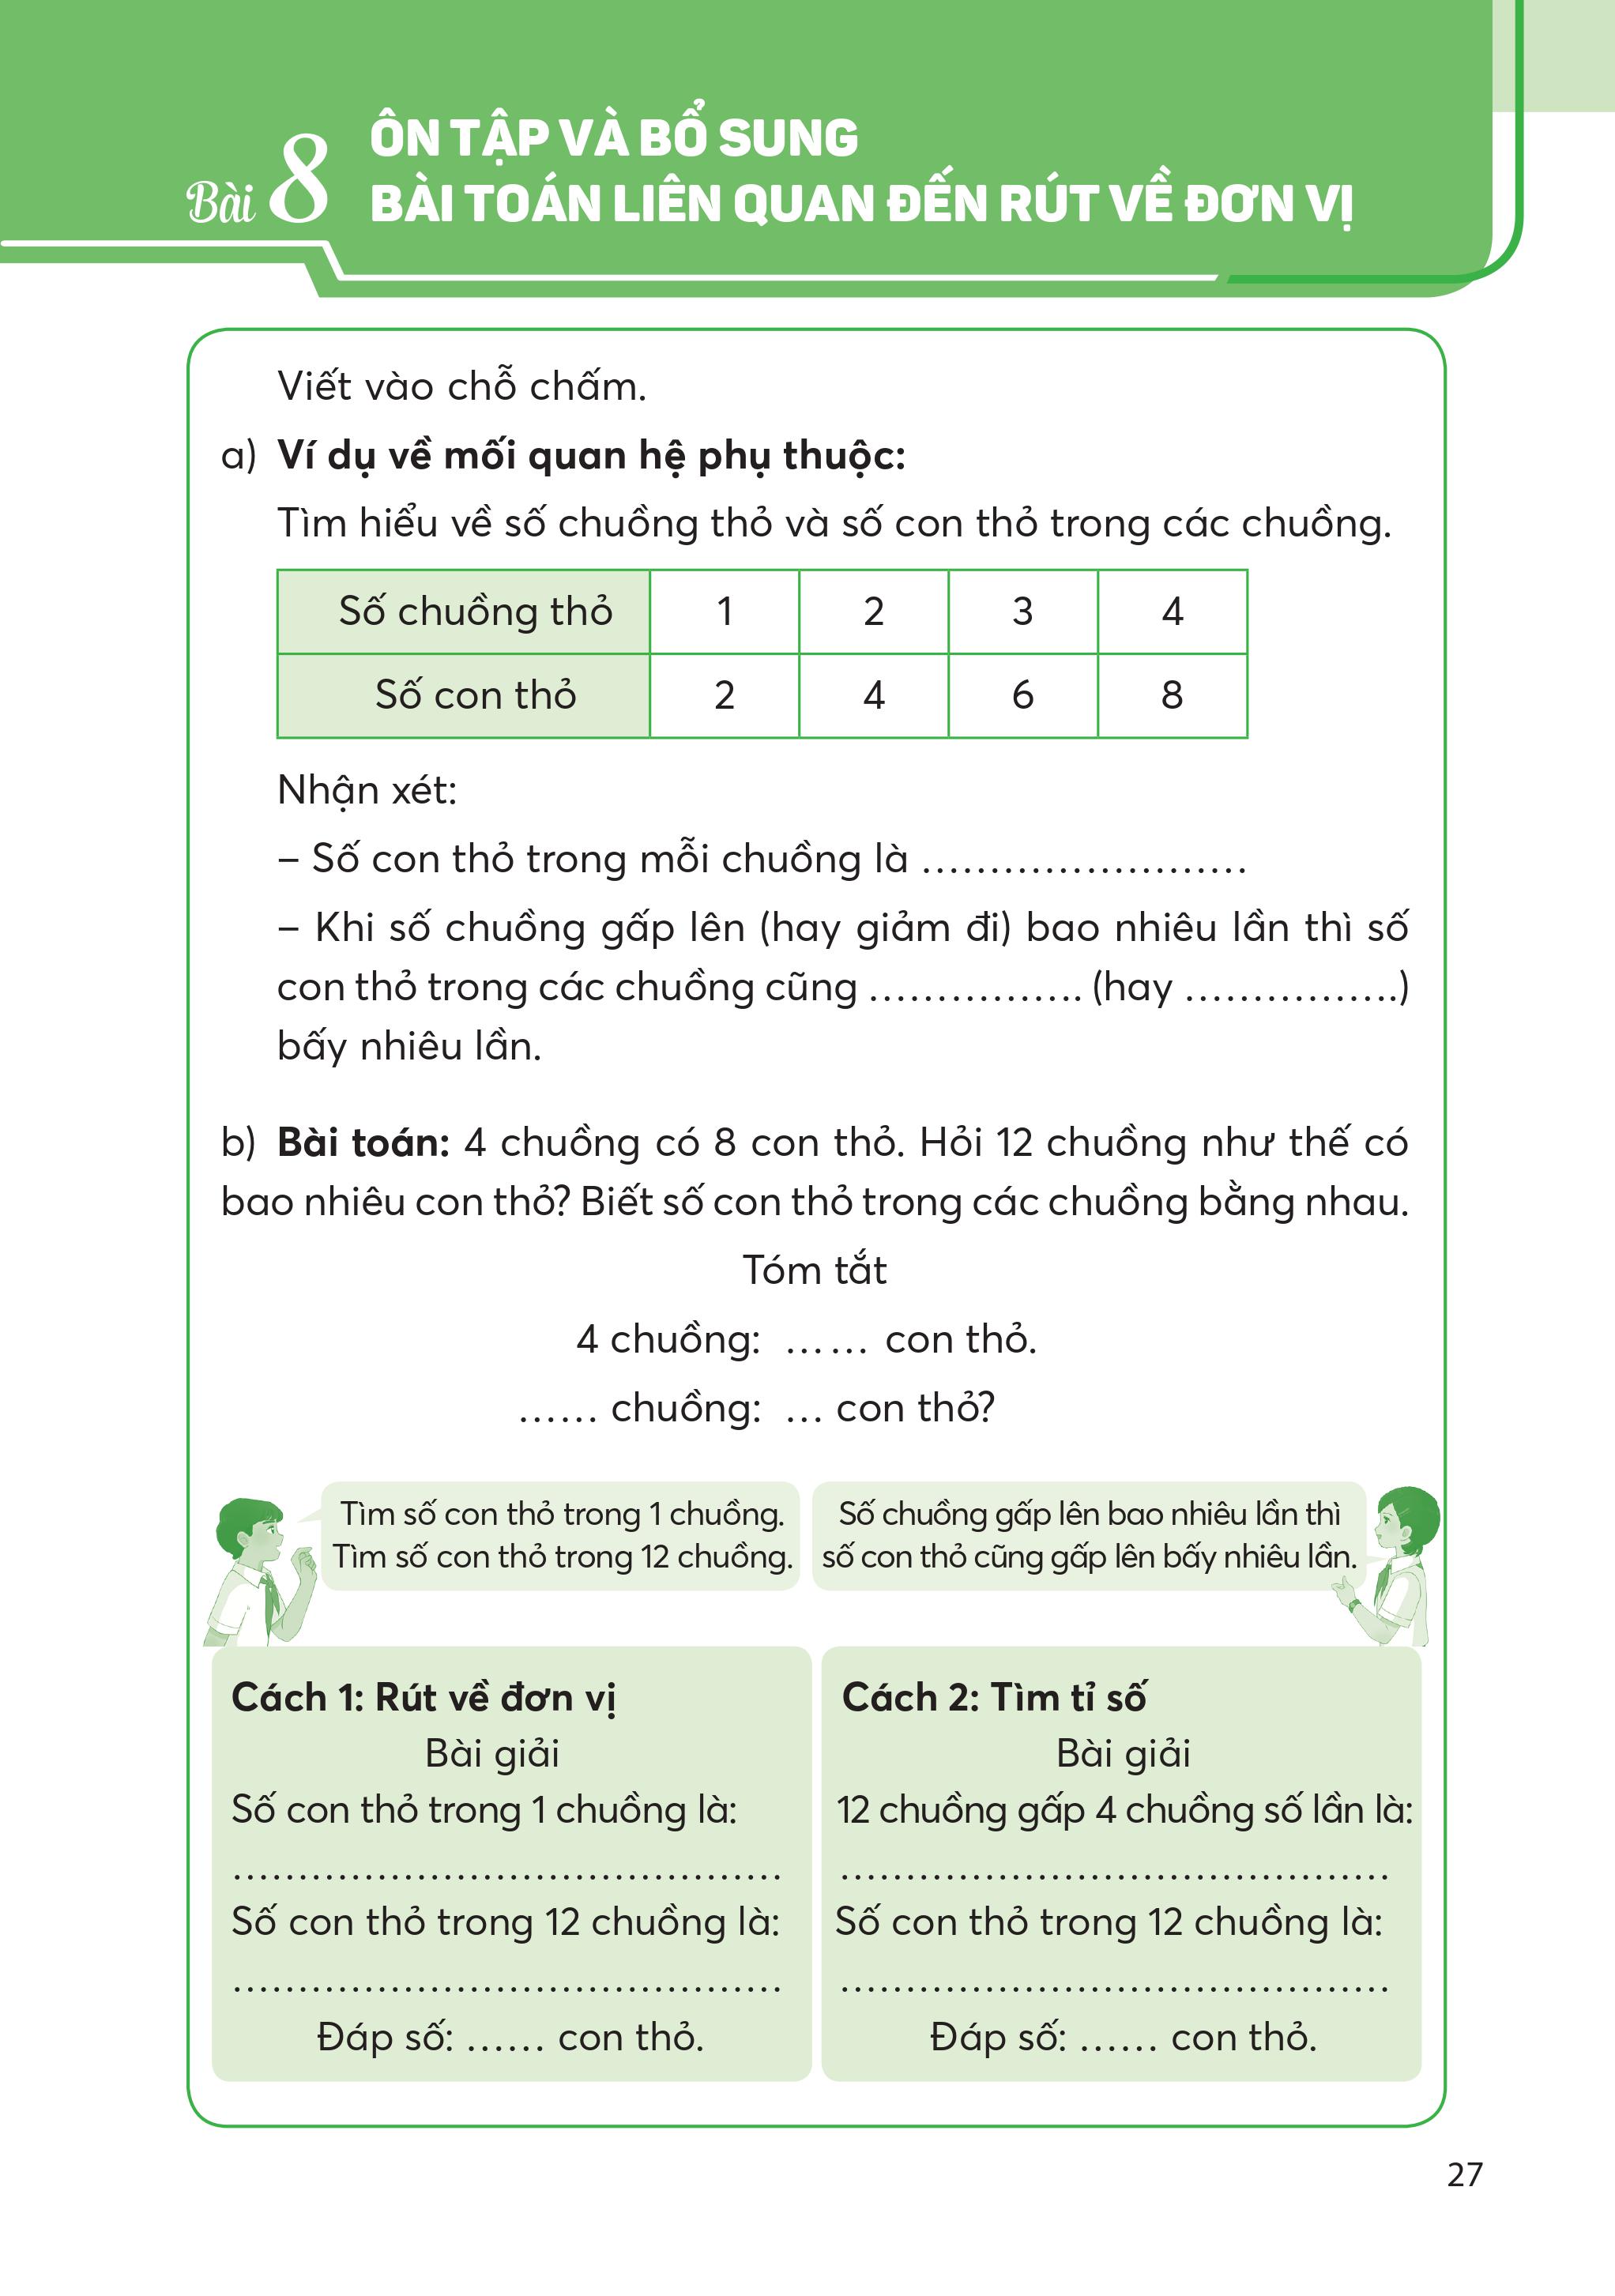 Bài 8
ÔN TẬP VÀ BỔ SUNG
BÀI TOÁN LIÊN QUAN ĐẾN RÚT VỀ ĐƠN VỊ
Viết vào chỗ chấm.
a) Ví dụ về mối quan hệ phụ thuộc:
Tìm hiểu về số chuồng thỏ và số con thỏ trong các chuồng.
Số chuồng thỏ 1 2 3 4
Số con thỏ 2 4 6 8
Nhận xét:
– Số con thỏ trong mỗi chuồng là ........................
– Khi số chuồng gấp lên (hay giảm đi) bao nhiêu lần thì số
con thỏ trong các chuồng cũng ................ (hay ................)
bấy nhiêu lần.
b) Bài toán: 4 chuồng có 8 con thỏ. Hỏi 12 chuồng như thế có
bao nhiêu con thỏ? Biết số con thỏ trong các chuồng bằng nhau.
Tóm tắt
4 chuồng: ...... con thỏ.
...... chuồng: ... con thỏ?
Tìm số con thỏ trong 1 chuồng.
Tìm số con thỏ trong 12 chuồng.
Số chuồng gấp lên bao nhiêu lần thì
số con thỏ cũng gấp lên bấy nhiêu lần.
Cách 1: Rút về đơn vị
Bài giải
Số con thỏ trong 1 chuồng là:
..........................................
Số con thỏ trong 12 chuồng là:
..........................................
Đáp số: ...... con thỏ.
Cách 2: Tìm tỉ số
Bài giải
12 chuồng gấp 4 chuồng số lần là:
..........................................
Số con thỏ trong 12 chuồng là:
..........................................
Đáp số: ...... con thỏ.
27